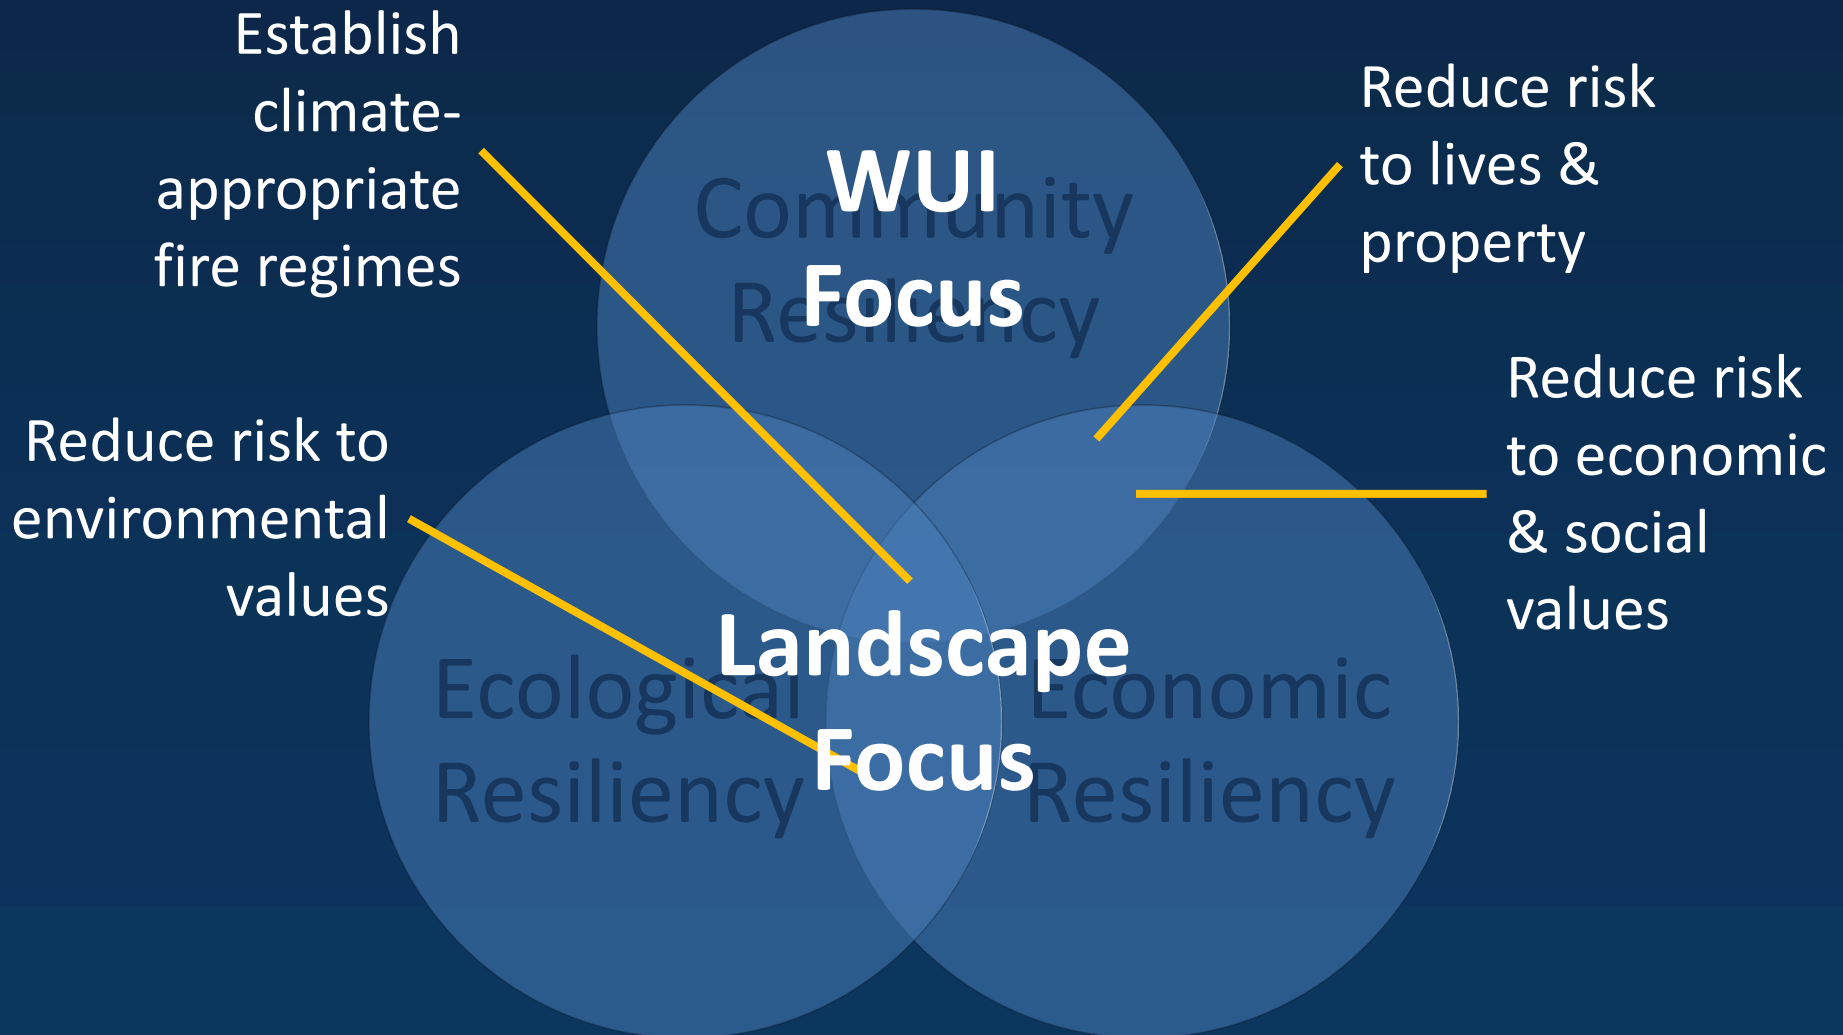 Establish
climate-
appropriate
fire regimes
Reduce risk to
environmental
values
WUI
Focus
Community
Resiliency
Reduce risk
to lives &
property
Reduce risk
to economic
& social
values
Landscape
Focus
Ecological
Resiliency
Economic
Resiliency